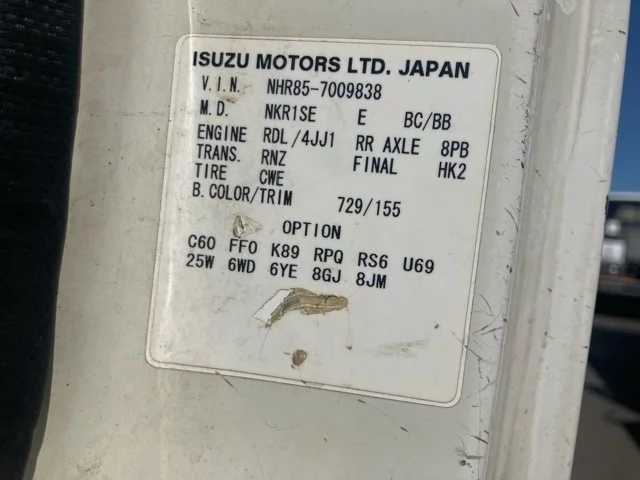 ISUZU MOTORS LTD. JAPAN
V.I.N. NHR85-7009838
M.D. NKR1SE E BC/BB
ENGINE RDL/4JJ1 RR AXLE 8PB
TRANS. RNZ FINAL HK2
TIRE CWE
B.COLOR/TRIM 729/155
OPTION
C60 FF0 K89 RPQ RS6 U69
25W 6WD 6YE 8GJ 8JM